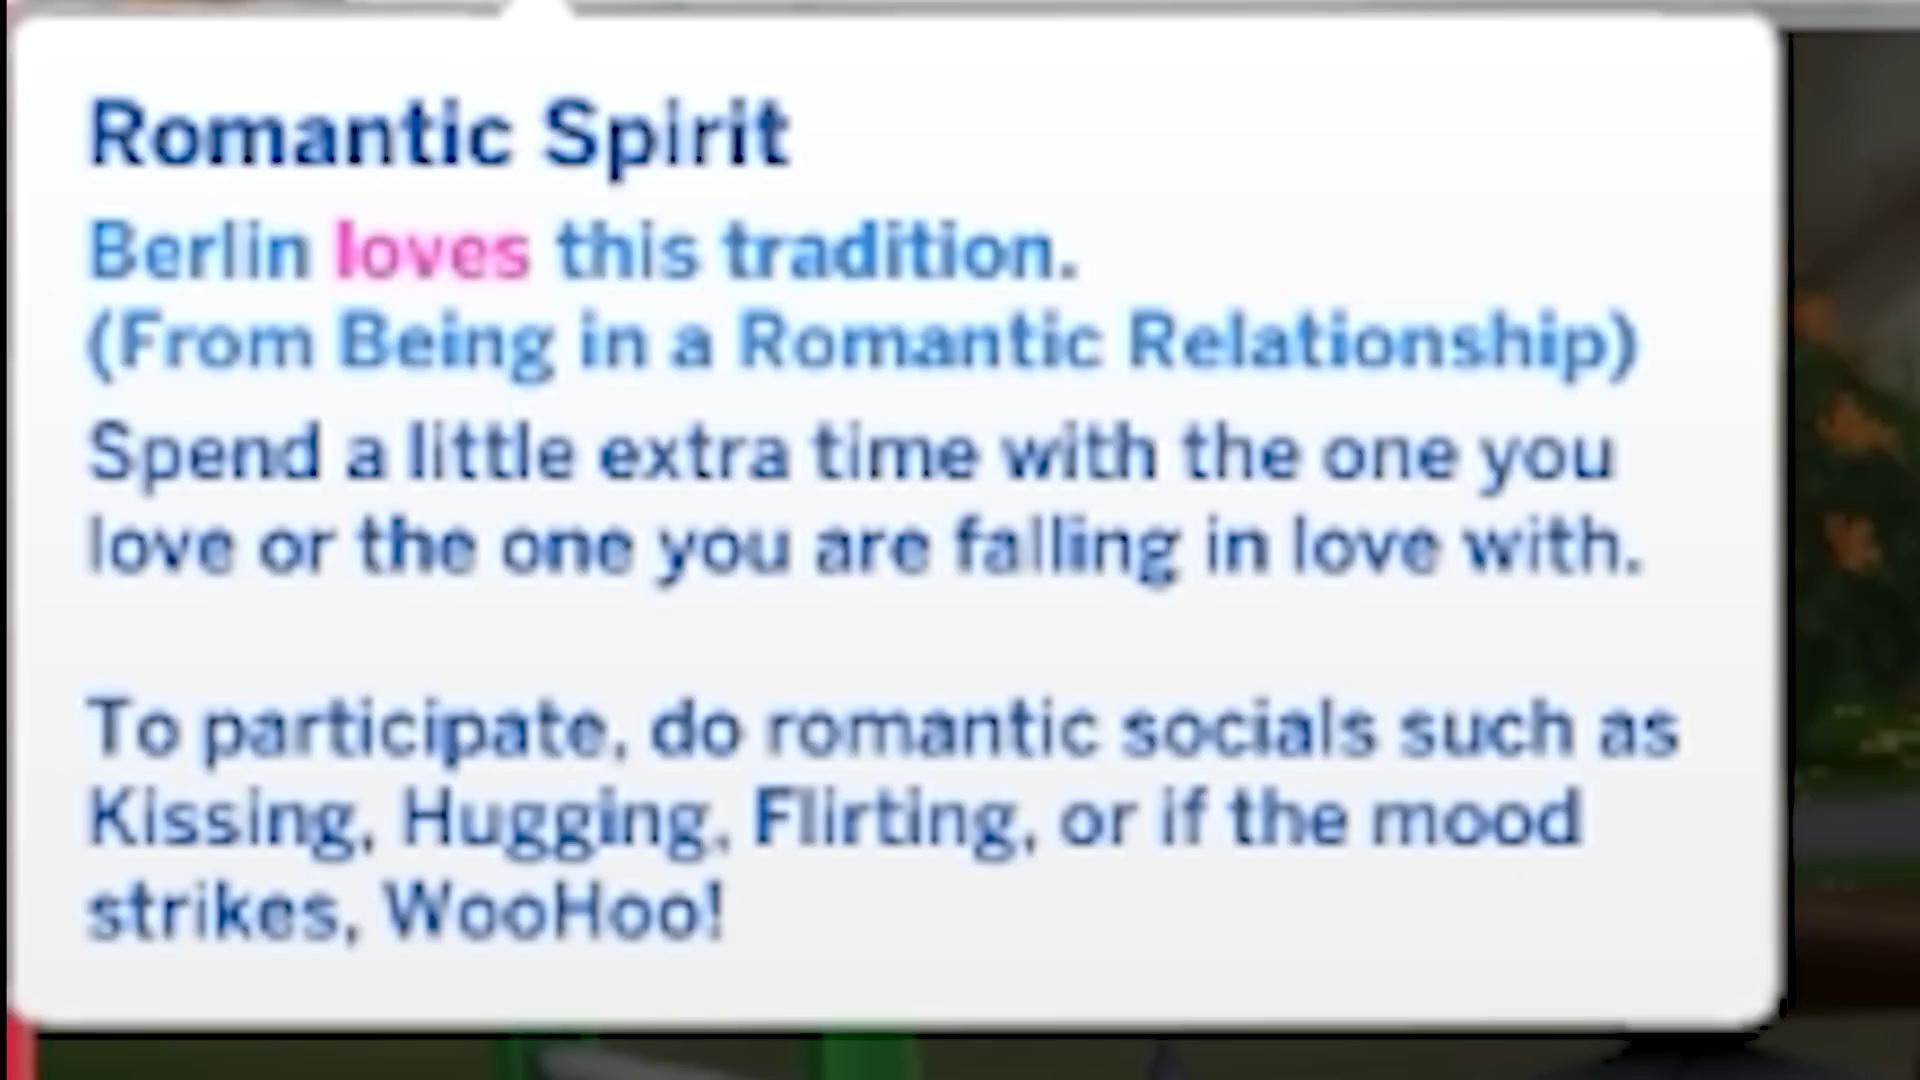 Romantic Spirit
Berlin loves this tradition.
(From Being in a Romantic Relationship)
Spend a little extra time with the one you
love or the one you are falling in love with.
To participate, do romantic socials such as
Kissing, Hugging, Flirting, or if the mood
strikes, WooHoo!